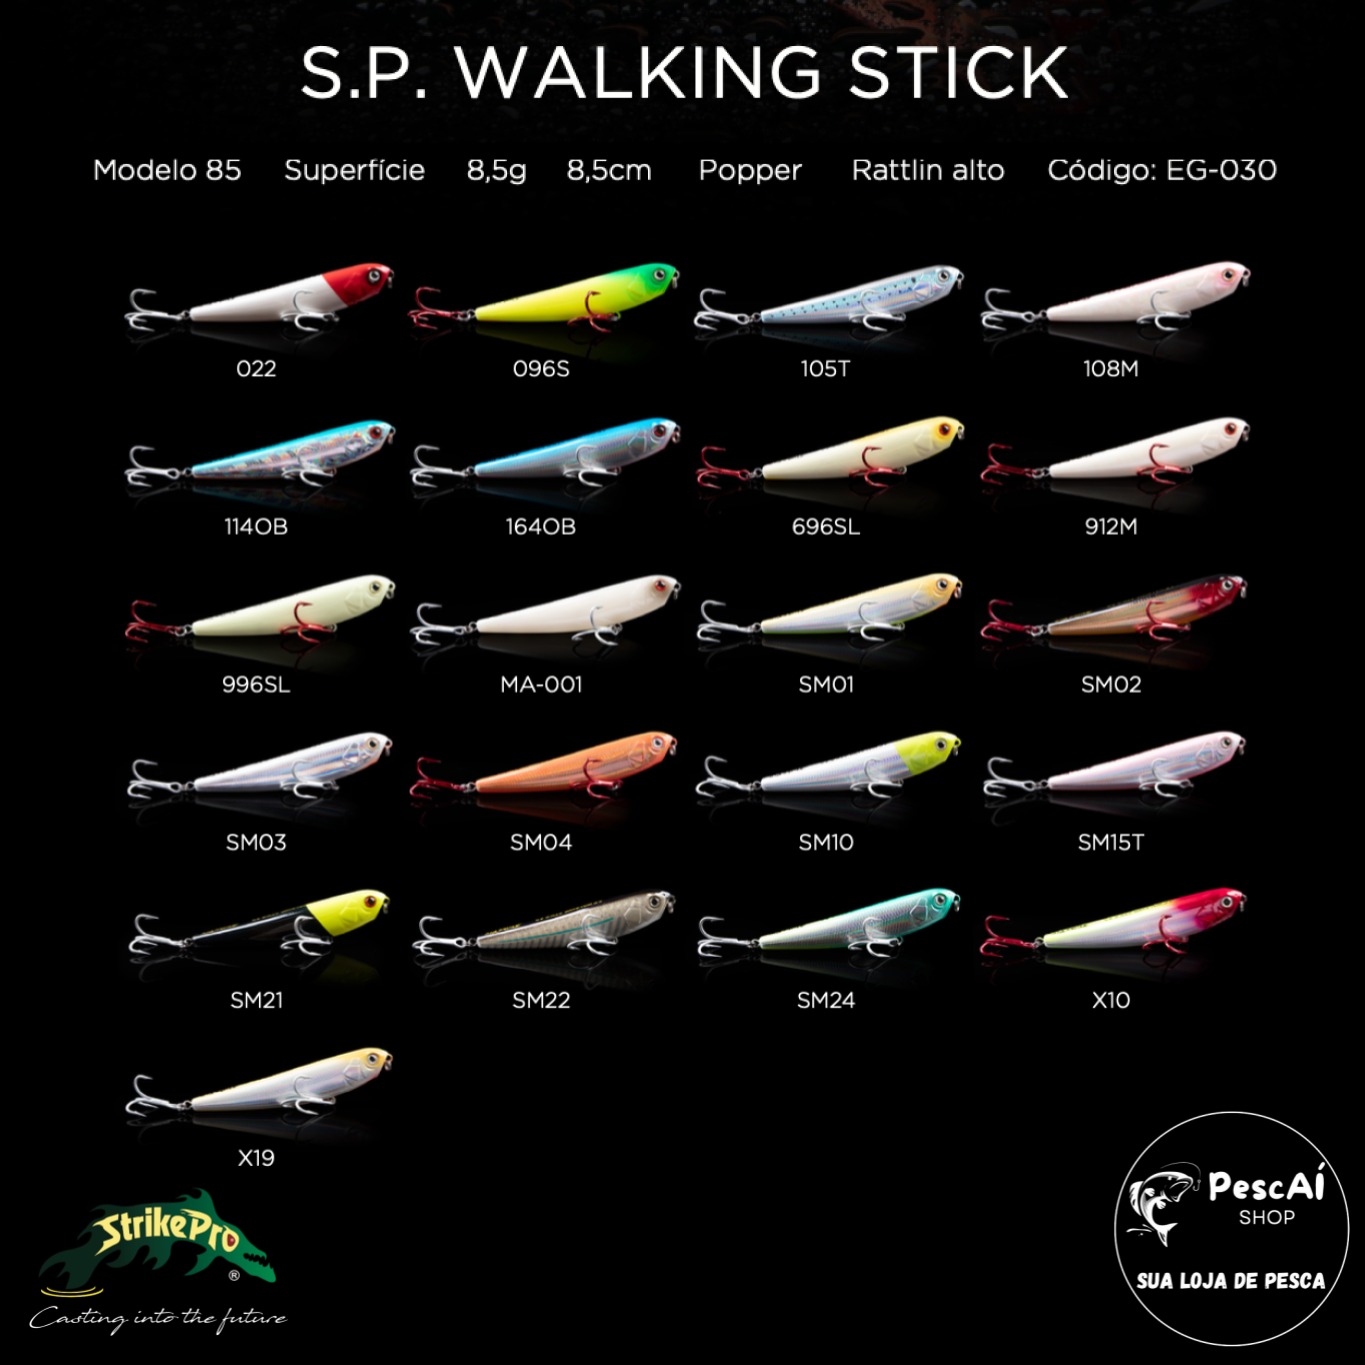 S.P. WALKING STICK
Modelo 85 Superfície 8,5g 8,5cm Popper Rattlin alto Código: EG-030
022 096S 105T 108M
114OB 164OB 696SL 912M
996SL MA-001 SM01 SM02
SM03 SM04 SM10 SM15T
SM21 SM22 SM24 X10
X19
StrikePro
®
Casting into the future
PescAÍ
SHOP
SUA LOJA DE PESCA